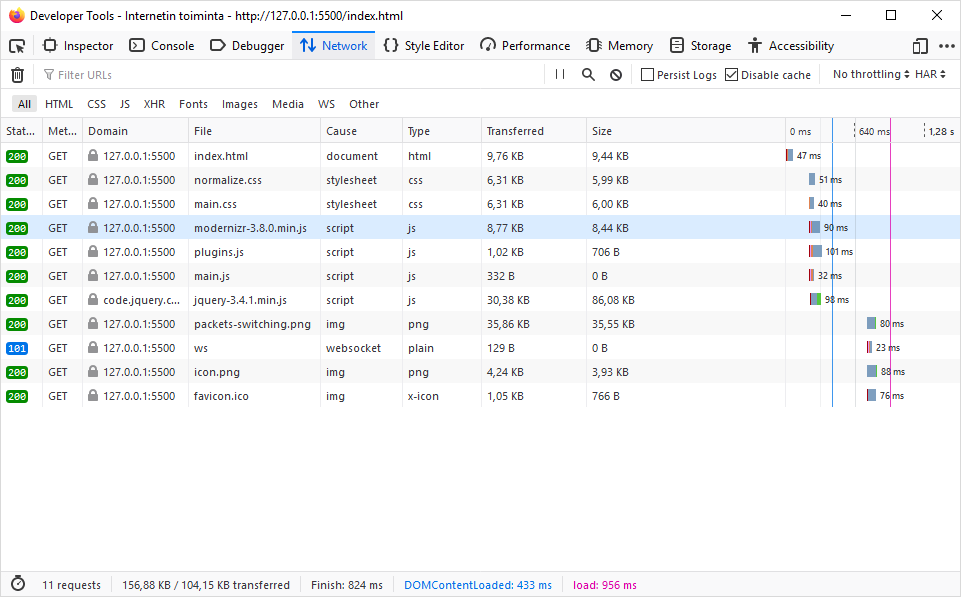 Developer Tools - Internetin toiminta - http://127.0.0.1:5500/index.html
Inspector Console Debugger Network Style Editor Performance Memory Storage Accessibility
Filter URLs Persist Logs Disable cache No throttling HAR
All HTML CSS JS XHR Fonts Images Media WS Other
Stat... Met... Domain File Cause Type Transferred Size 0 ms 640 ms 1,28 s
200 GET 127.0.0.1:5500 index.html document html 9,76 KB 9,44 KB 47 ms
200 GET 127.0.0.1:5500 normalize.css stylesheet css 6,31 KB 5,99 KB 51 ms
200 GET 127.0.0.1:5500 main.css stylesheet css 6,31 KB 6,00 KB 40 ms
200 GET 127.0.0.1:5500 modernizr-3.8.0.min.js script js 8,77 KB 8,44 KB 90 ms
200 GET 127.0.0.1:5500 plugins.js script js 1,02 KB 706 B 101 ms
200 GET 127.0.0.1:5500 main.js script js 332 B 0 B 32 ms
200 GET code.jquery.c... jquery-3.4.1.min.js script js 30,38 KB 86,08 KB 98 ms
200 GET 127.0.0.1:5500 packets-switching.png img png 35,86 KB 35,55 KB 80 ms
101 GET 127.0.0.1:5500 ws websocket plain 129 B 0 B 23 ms
200 GET 127.0.0.1:5500 icon.png img png 4,24 KB 3,93 KB 88 ms
200 GET 127.0.0.1:5500 favicon.ico img x-icon 1,05 KB 766 B 76 ms
11 requests 156,88 KB / 104,15 KB transferred Finish: 824 ms DOMContentLoaded: 433 ms load: 956 ms